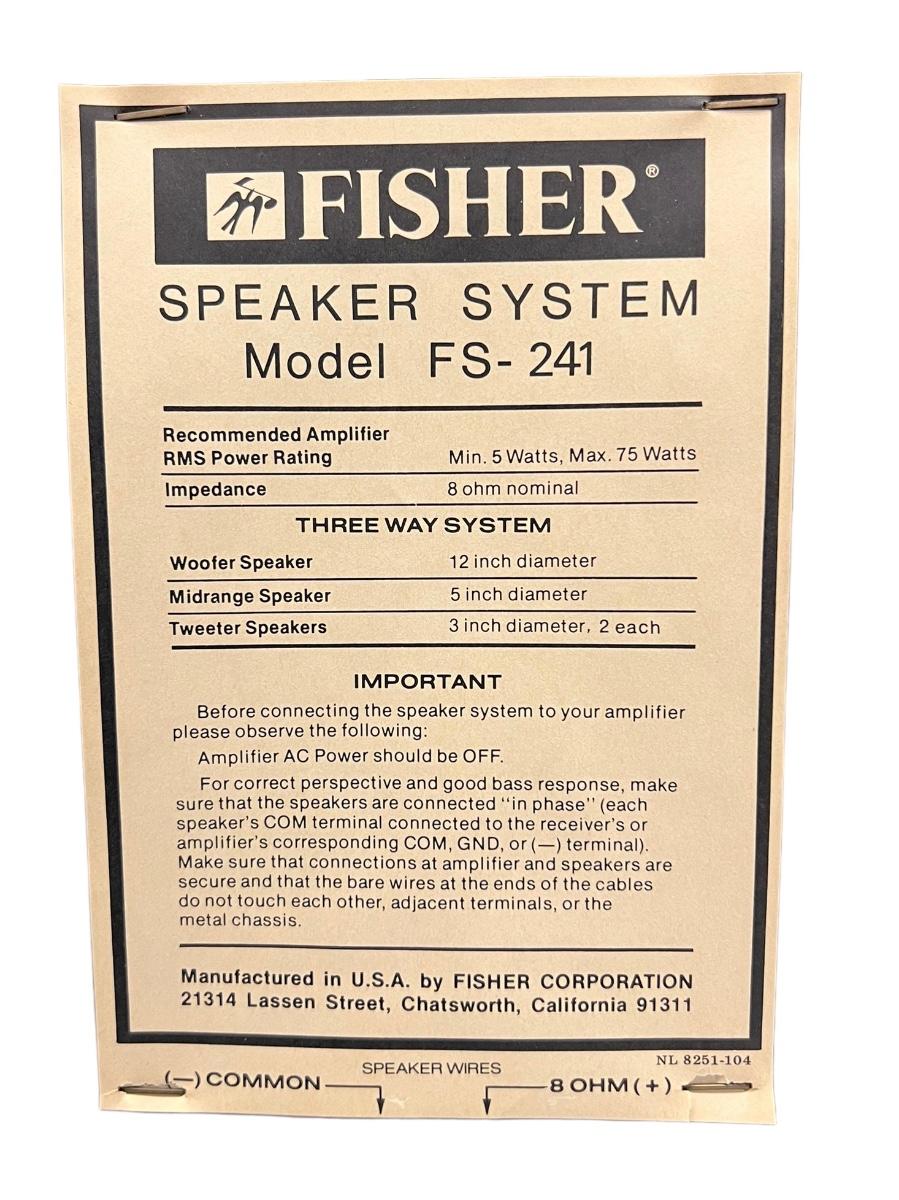 FISHER®
SPEAKER SYSTEM
Model FS-241
Recommended Amplifier
RMS Power Rating Min. 5 Watts, Max. 75 Watts
Impedance 8 ohm nominal
THREE WAY SYSTEM
Woofer Speaker 12 inch diameter
Midrange Speaker 5 inch diameter
Tweeter Speakers 3 inch diameter, 2 each
IMPORTANT
Before connecting the speaker system to your amplifier
please observe the following:
Amplifier AC Power should be OFF.
For correct perspective and good bass response, make
sure that the speakers are connected "in phase" (each
speaker's COM terminal connected to the receiver's or
amplifier's corresponding COM, GND, or (—) terminal).
Make sure that connections at amplifier and speakers are
secure and that the bare wires at the ends of the cables
do not touch each other, adjacent terminals, or the
metal chassis.
Manufactured in U.S.A. by FISHER CORPORATION
21314 Lassen Street, Chatsworth, California 91311
NL 8251-104
SPEAKER WIRES
(—) COMMON 8 OHM (+)